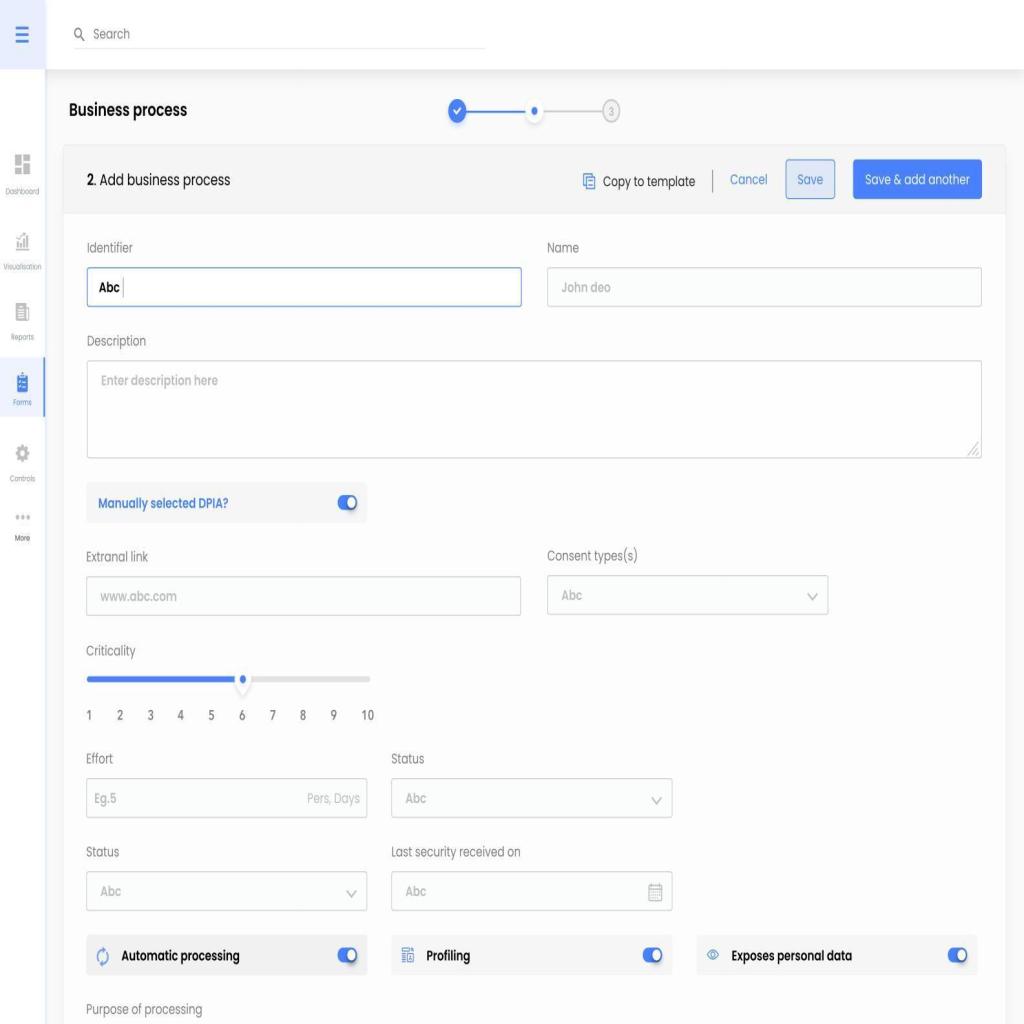 Search
Business process
3
2. Add business process
Copy to template
Cancel
Save
Save & add another
Dashboard
Visualisation
Reports
Forms
Controls
More
Identifier
Name
Abc
John deo
Description
Enter description here
Manually selected DPIA?
Extranal link
Consent types(s)
www.abc.com
Abc
Criticality
1 2 3 4 5 6 7 8 9 10
Effort
Status
Eg.5 Pers, Days
Abc
Status
Last security received on
Abc
Abc
Automatic processing
Profiling
Exposes personal data
Purpose of processing